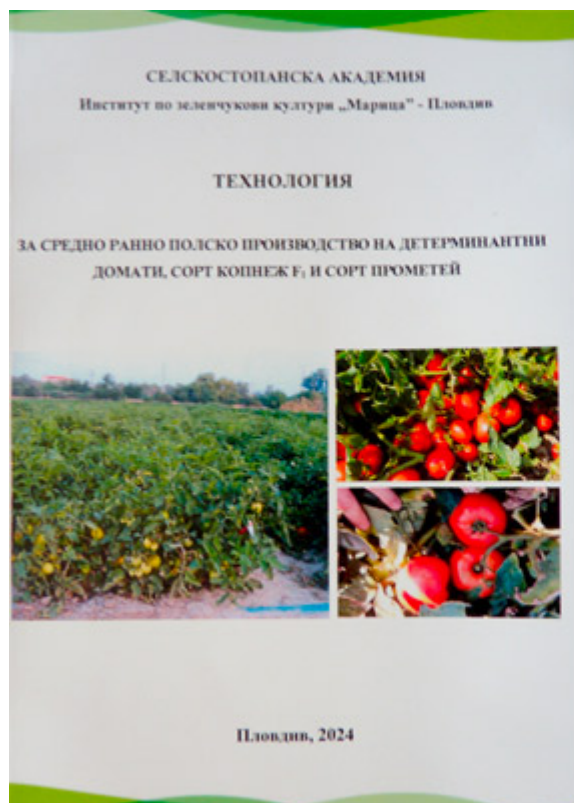 СЕЛСКОСТОПАНСКА АКАДЕМИЯ
Институт по зеленчукови култури „Марица” - Пловдив
ТЕХНОЛОГИЯ
ЗА СРЕДНО РАННО ПОЛСКО ПРОИЗВОДСТВО НА ДЕТЕРМИНАНТНИ
ДОМАТИ, СОРТ КОПНЕЖ F₁ И СОРТ ПРОМЕТЕЙ
Пловдив, 2024